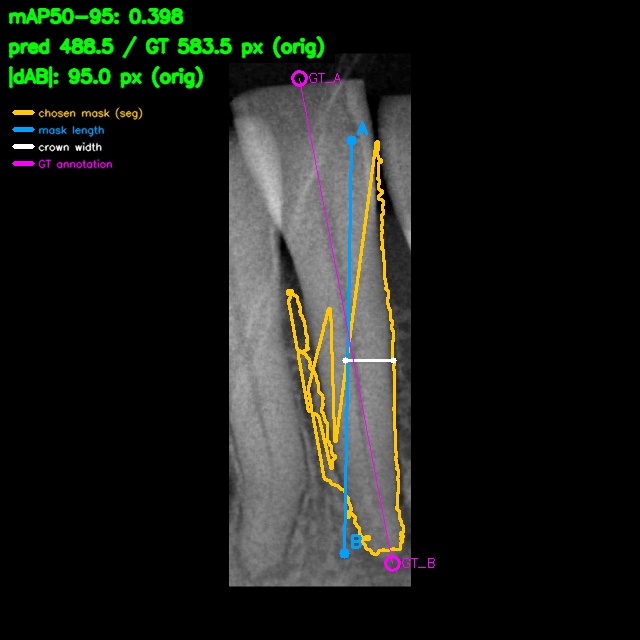 mAP50-95: 0.398
pred 488.5 / GT 583.5 px (orig)
|dAB|: 95.0 px (orig)
chosen mask (seg)
mask length
crown width
GT annotation
GT_A
A
B
GT_B